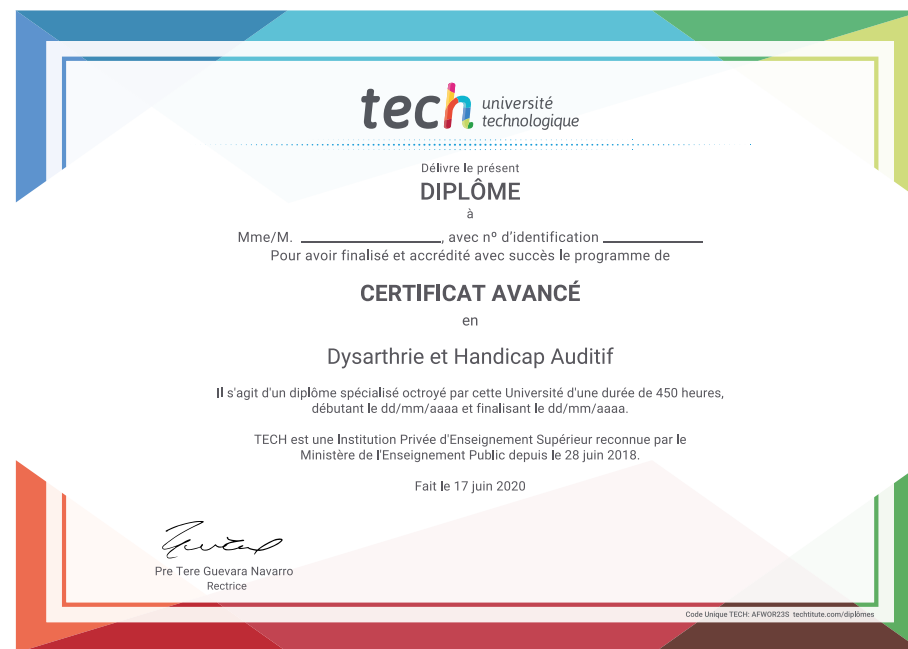 tech université
technologique
Délivre le présent
DIPLÔME
à
Mme/M. ____________________, avec nº d'identification ______________
Pour avoir finalisé et accrédité avec succès le programme de
CERTIFICAT AVANCÉ
en
Dysarthrie et Handicap Auditif
Il s'agit d'un diplôme spécialisé octroyé par cette Université d'une durée de 450 heures,
débutant le dd/mm/aaaa et finalisant le dd/mm/aaaa.
TECH est une Institution Privée d'Enseignement Supérieur reconnue par le
Ministère de l'Enseignement Public depuis le 28 juin 2018.
Fait le 17 juin 2020
Pre Tere Guevara Navarro
Rectrice
Code Unique TECH: AFWOR23S techtitute.com/diplômes